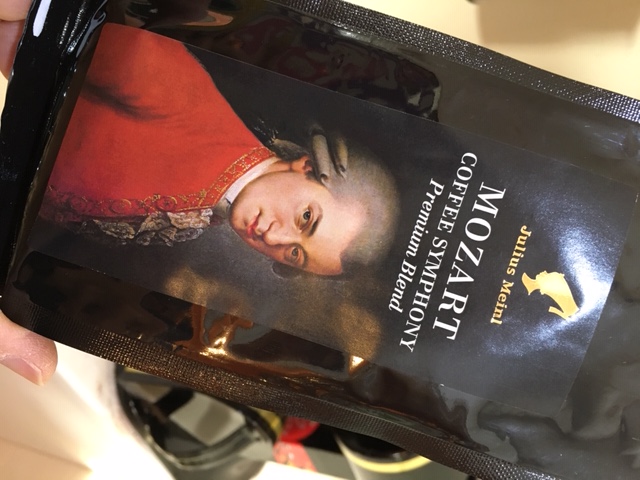 Julius Meinl
MOZART
COFFEE SYMPHONY
Premium Blend